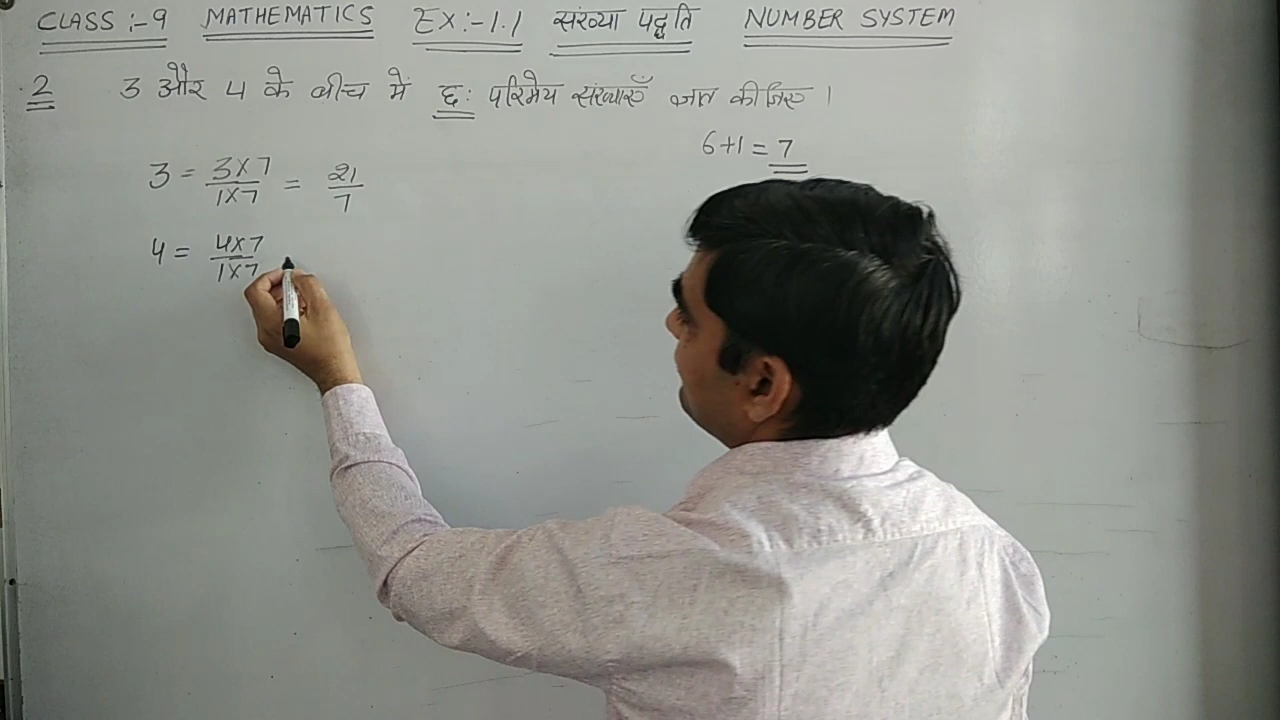 CLASS :- 9 MATHEMATICS EX :- 1.1 संख्या पद्धति NUMBER SYSTEM
2 3 और 4 के बीच में छः परिमेय संख्याएँ ज्ञात कीजिए ।
6+1 = 7
3 = 3×7/1×7 = 21/7
4 = 4×7/1×7